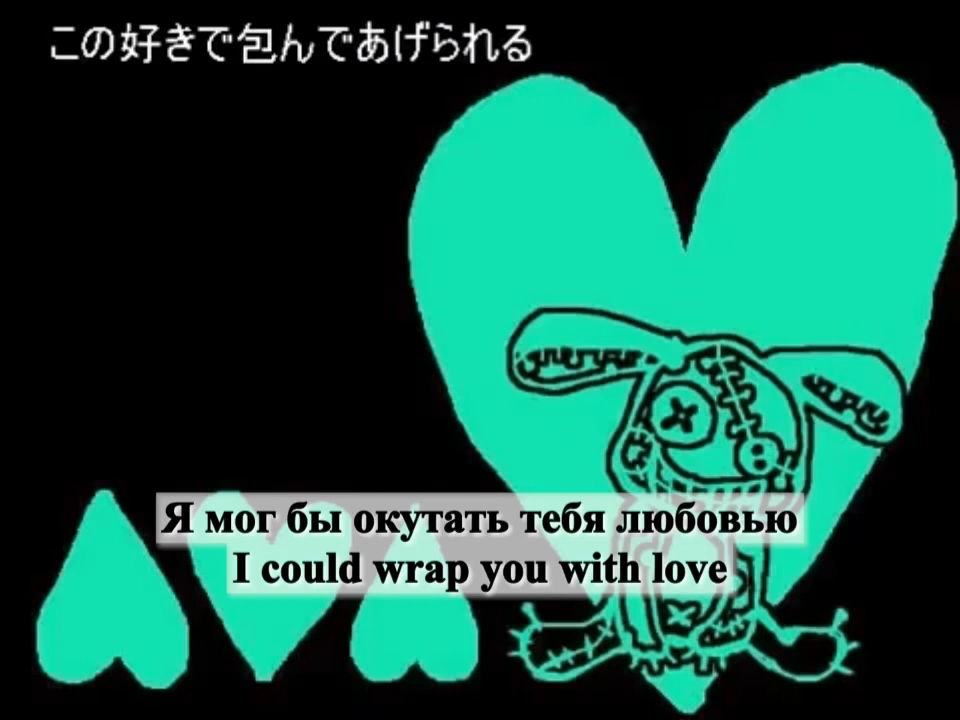 この好きで包んであげられる
Я мог бы окутать тебя любовью
I could wrap you with love